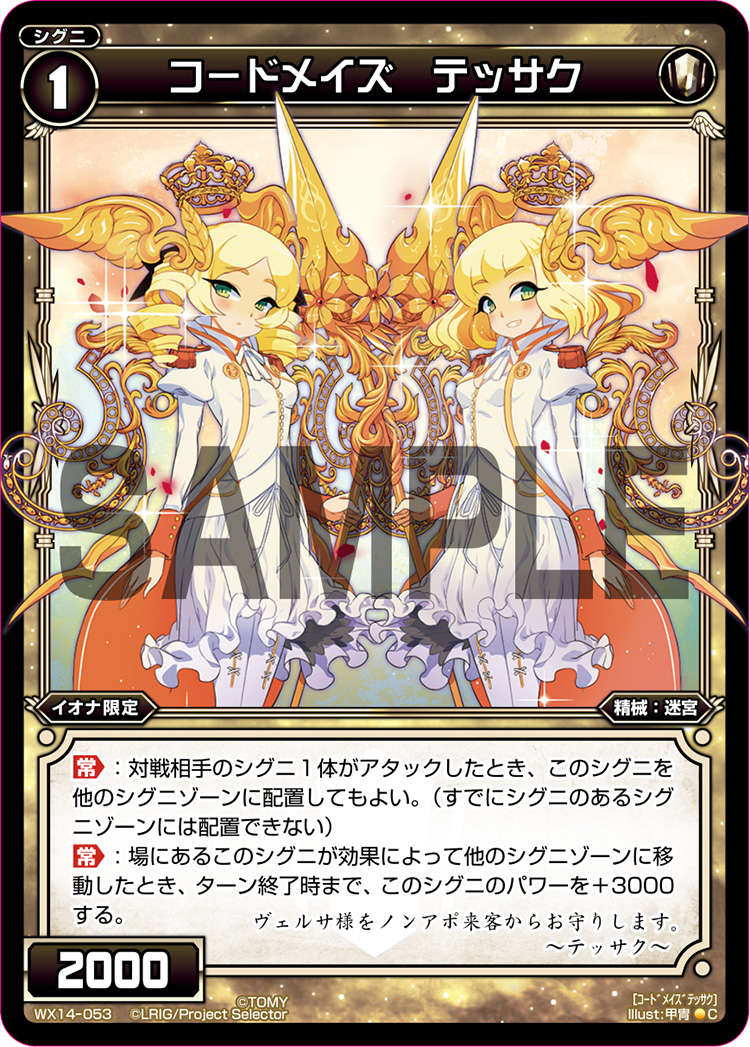 シグニ
1
コードメイズ　テッサク
SAMPLE
イオナ限定
精械：迷宮
常：対戦相手のシグニ１体がアタックしたとき、このシグニを
他のシグニゾーンに配置してもよい。（すでにシグニのあるシグ
ニゾーンには配置できない）
常：場にあるこのシグニが効果によって他のシグニゾーンに移
動したとき、ターン終了時まで、このシグニのパワーを＋3000
する。
ヴェルサ様をノンアポ来客からお守りします。
～テッサク～
2000
WX14-053
©TOMY
©LRIG/Project Selector
[ｺｰﾄﾞﾒｲｽﾞﾃｯｻｸ]
Illust:甲冑 C